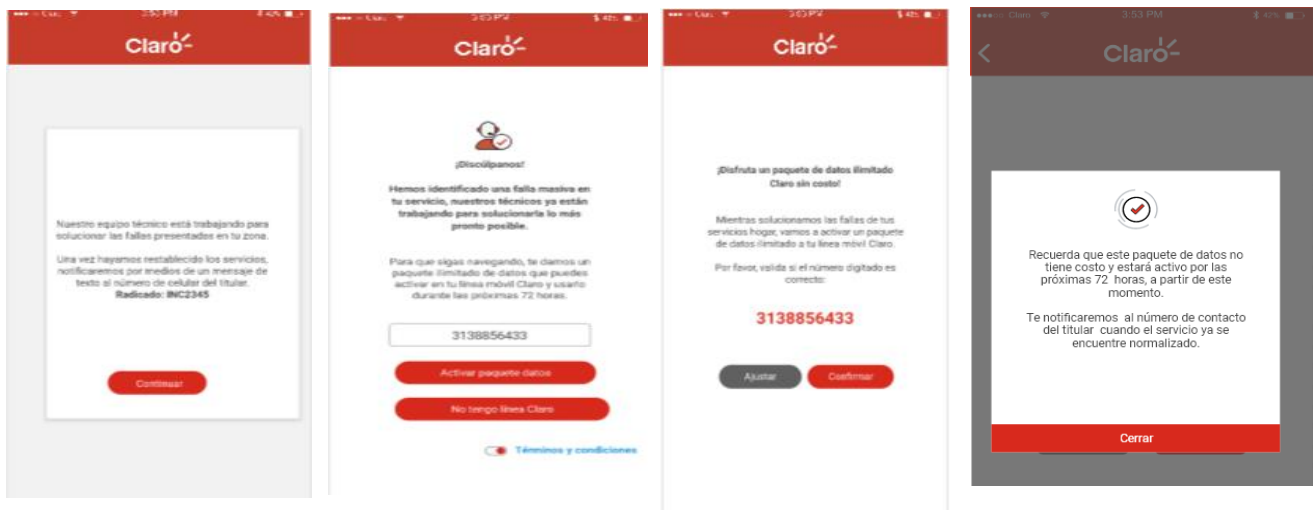 3:53 PM
Claro
Nuestro equipo técnico está trabajando para
solucionar las fallas presentadas en tu zona.
Una vez hayamos restablecido los servicios,
notificaremos por medios de un mensaje de
texto al número de celular del titular.
Radicado: INC2345
Continuar
Claro
¡Discúlpanos!
Hemos identificado una falla masiva en
tu servicio, nuestros técnicos ya están
trabajando para solucionarla lo más
pronto posible.
Para que sigas navegando, te damos un
paquete ilimitado de datos que puedes
activar en tu línea móvil Claro y usarlo
durante las próximas 72 horas.
3138856433
Activar paquete datos
No tengo línea Claro
Términos y condiciones
Claro
¡Disfruta un paquete de datos ilimitado
Claro sin costo!
Mientras solucionamos las fallas de tus
servicios hogar, vamos a activar un paquete
de datos ilimitado a tu línea móvil Claro.
Por favor, valida si el número digitado es
correcto:
3138856433
Ajustar Confirmar
Claro 3:53 PM 42%
Claro
Recuerda que este paquete de datos no
tiene costo y estará activo por las
próximas 72 horas, a partir de este
momento.
Te notificaremos al número de contacto
del titular cuando el servicio ya se
encuentre normalizado.
Cerrar